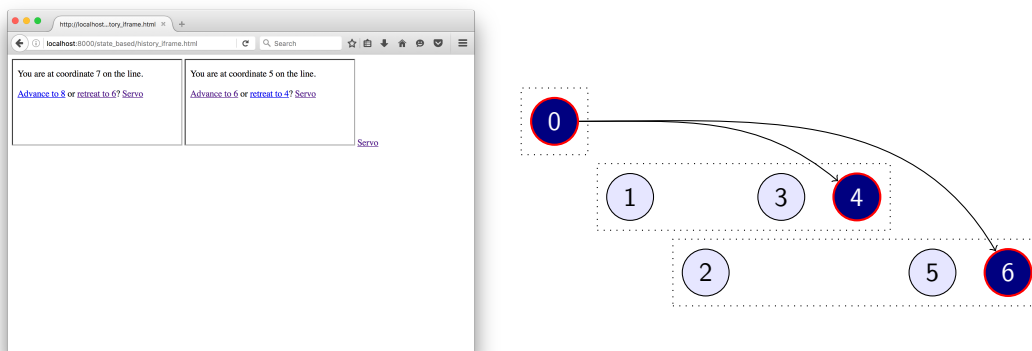 http://localhost...tory_iframe.html × +
localhost:8000/state_based/history_iframe.html
Search
You are at coordinate 7 on the line.
Advance to 8 or retreat to 6? Servo
You are at coordinate 5 on the line.
Advance to 6 or retreat to 4? Servo
Servo
0
1 3 4
2 5 6